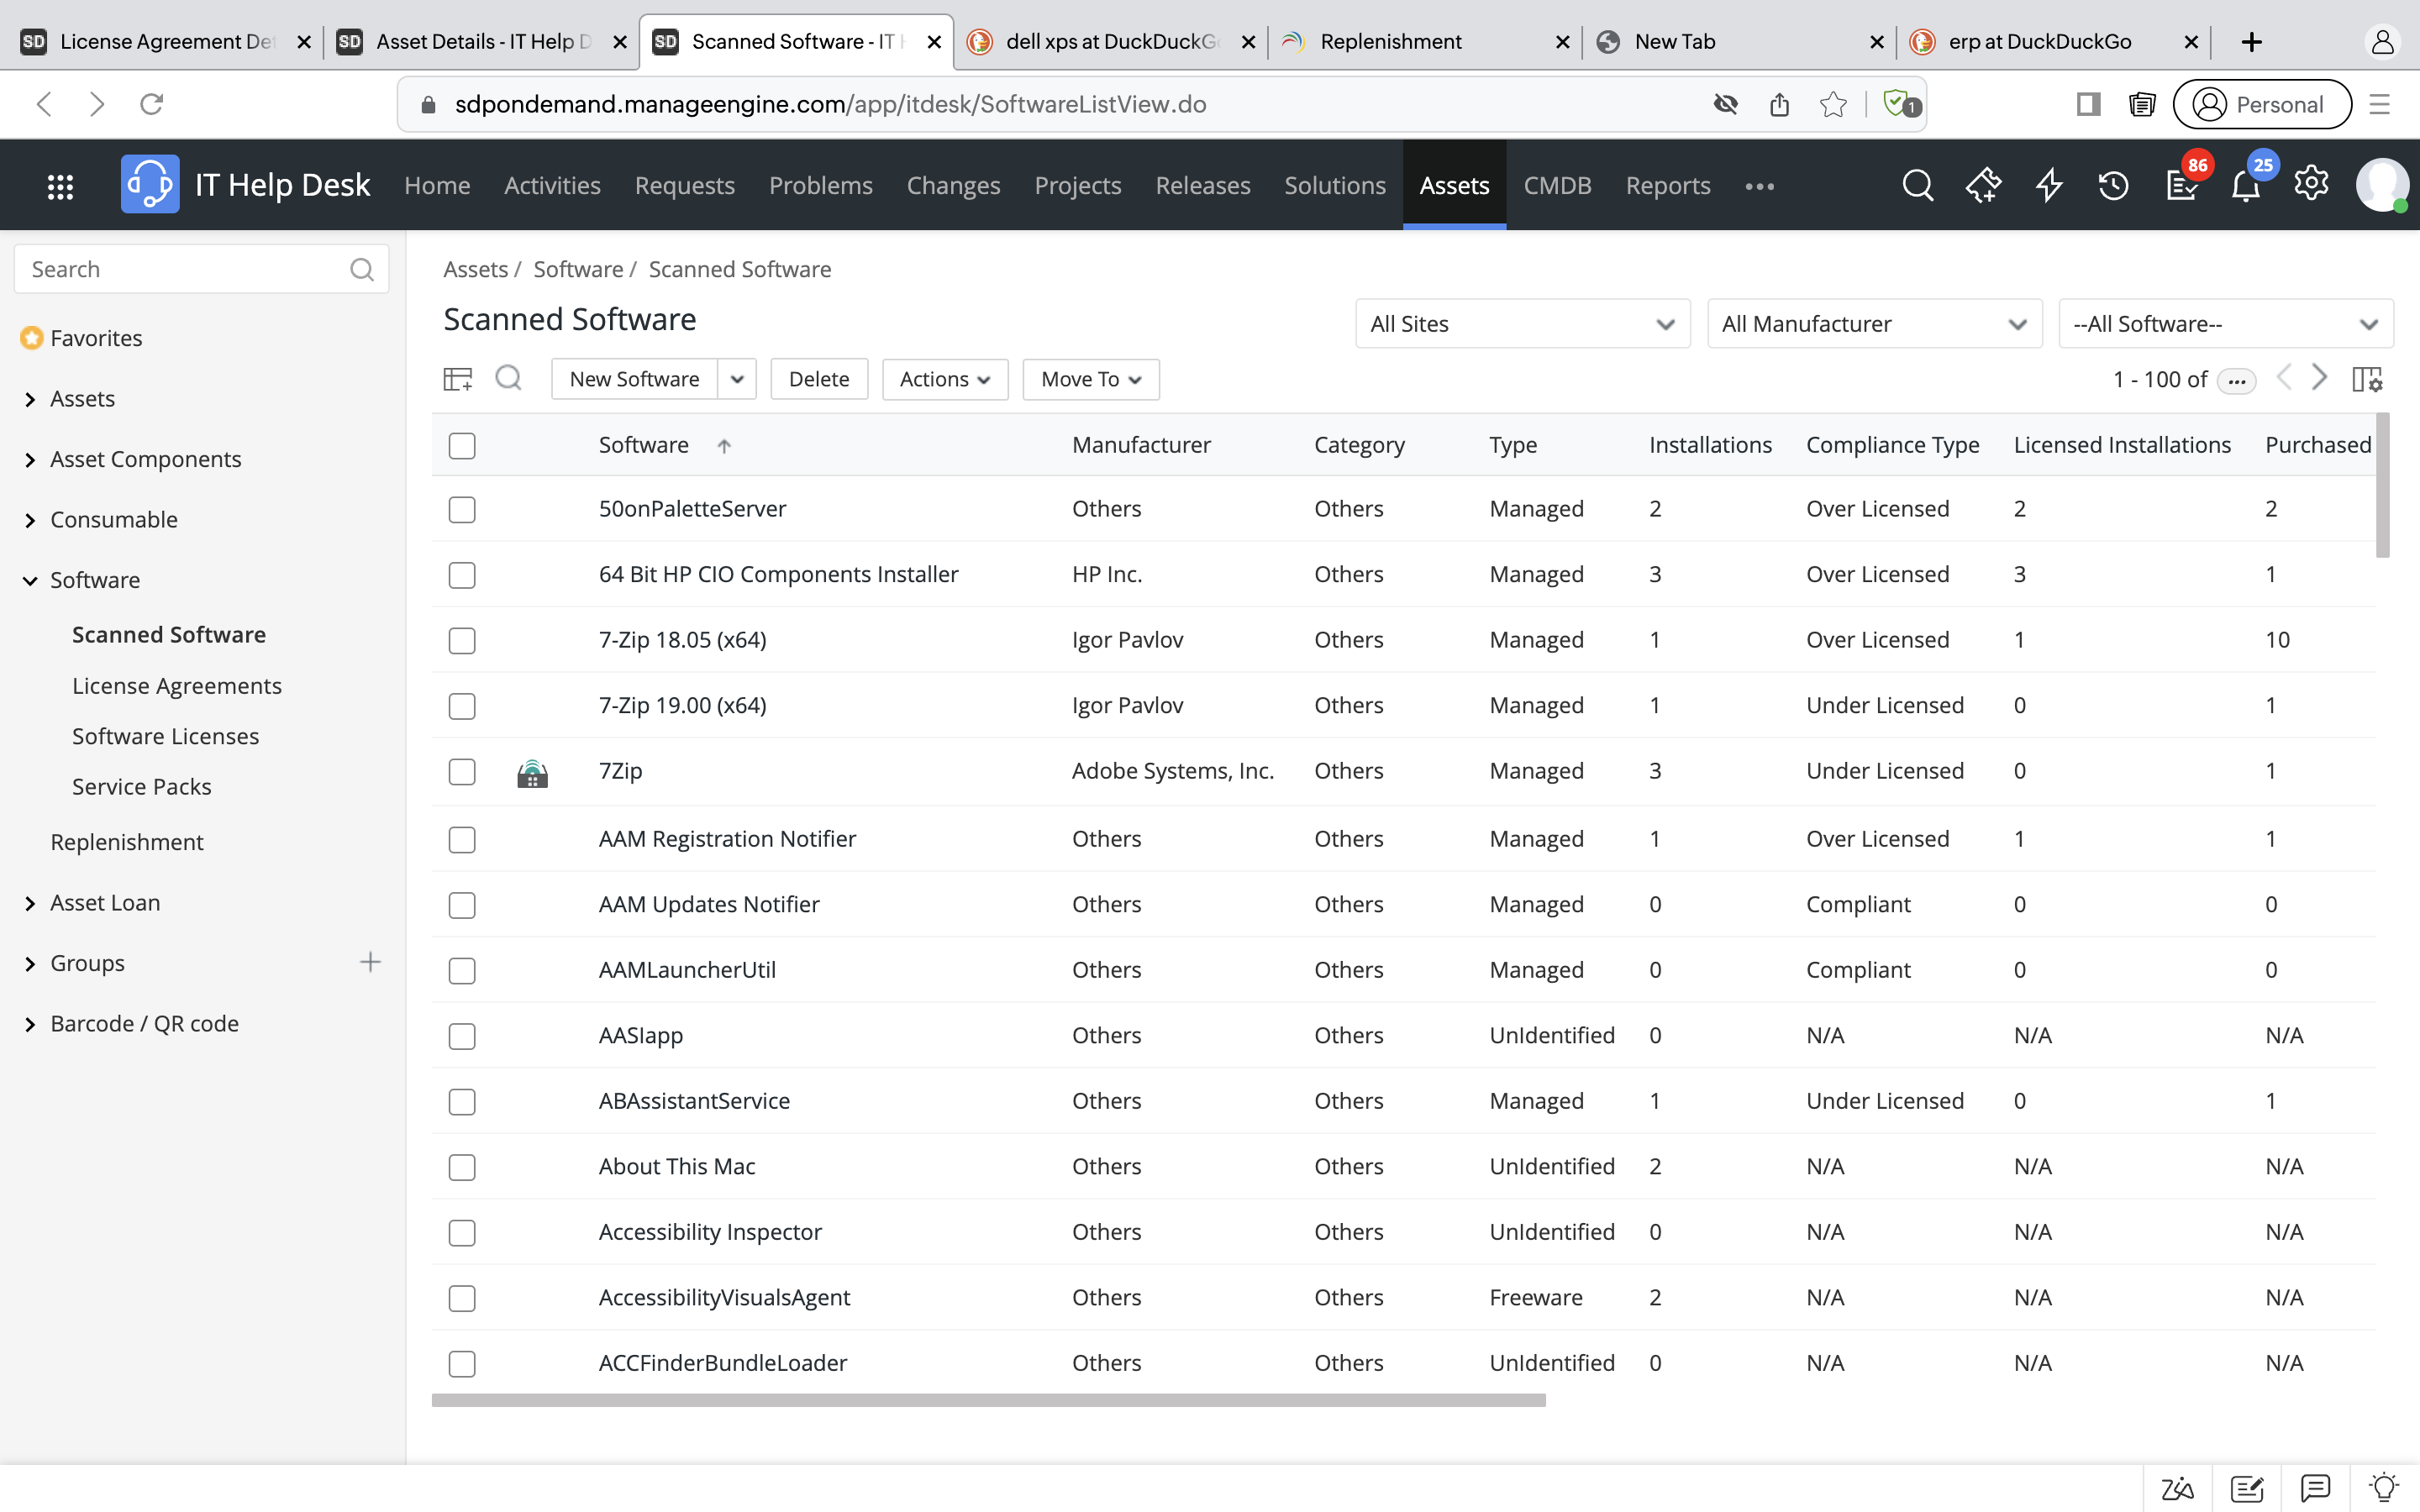 SD License Agreement De
SD Asset Details - IT Help D
SD Scanned Software - IT H
dell xps at DuckDuckG
Replenishment
New Tab
erp at DuckDuckGo
sdpondemand.manageengine.com/app/itdesk/SoftwareListView.do
1
Personal
IT Help Desk Home Activities Requests Problems Changes Projects Releases Solutions Assets CMDB Reports 86 25
Search
Favorites
Assets
Asset Components
Consumable
Software
Scanned Software
License Agreements
Software Licenses
Service Packs
Replenishment
Asset Loan
Groups
Barcode / QR code
Assets / Software / Scanned Software
Scanned Software
All Sites All Manufacturer --All Software--
New Software Delete Actions Move To 1 - 100 of ...
Software Manufacturer Category Type Installations Compliance Type Licensed Installations Purchased
50onPaletteServer Others Others Managed 2 Over Licensed 2 2
64 Bit HP CIO Components Installer HP Inc. Others Managed 3 Over Licensed 3 1
7-Zip 18.05 (x64) Igor Pavlov Others Managed 1 Over Licensed 1 10
7-Zip 19.00 (x64) Igor Pavlov Others Managed 1 Under Licensed 0 1
7Zip Adobe Systems, Inc. Others Managed 3 Under Licensed 0 1
AAM Registration Notifier Others Others Managed 1 Over Licensed 1 1
AAM Updates Notifier Others Others Managed 0 Compliant 0 0
AAMLauncherUtil Others Others Managed 0 Compliant 0 0
AASIapp Others Others UnIdentified 0 N/A N/A N/A
ABAssistantService Others Others Managed 1 Under Licensed 0 1
About This Mac Others Others UnIdentified 2 N/A N/A N/A
Accessibility Inspector Others Others UnIdentified 0 N/A N/A N/A
AccessibilityVisualsAgent Others Others Freeware 2 N/A N/A N/A
ACCFinderBundleLoader Others Others UnIdentified 0 N/A N/A N/A
Zia